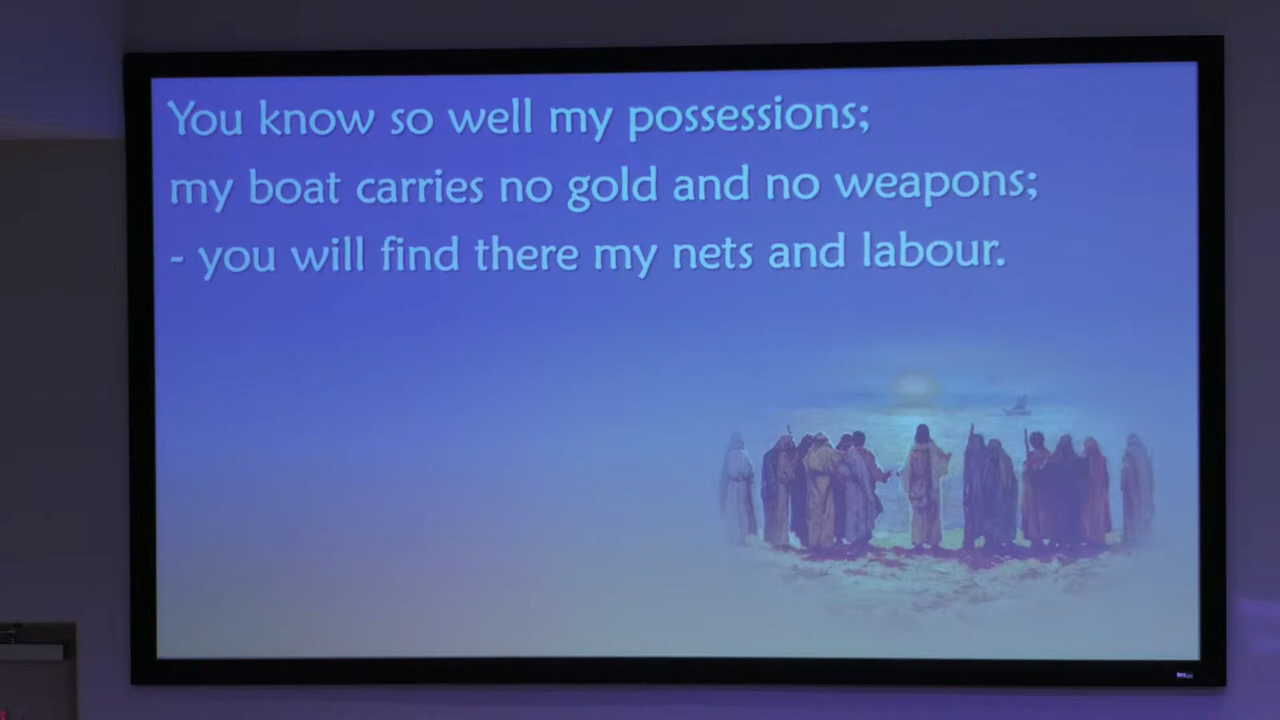 You know so well my possessions;
my boat carries no gold and no weapons;
- you will find there my nets and labour.